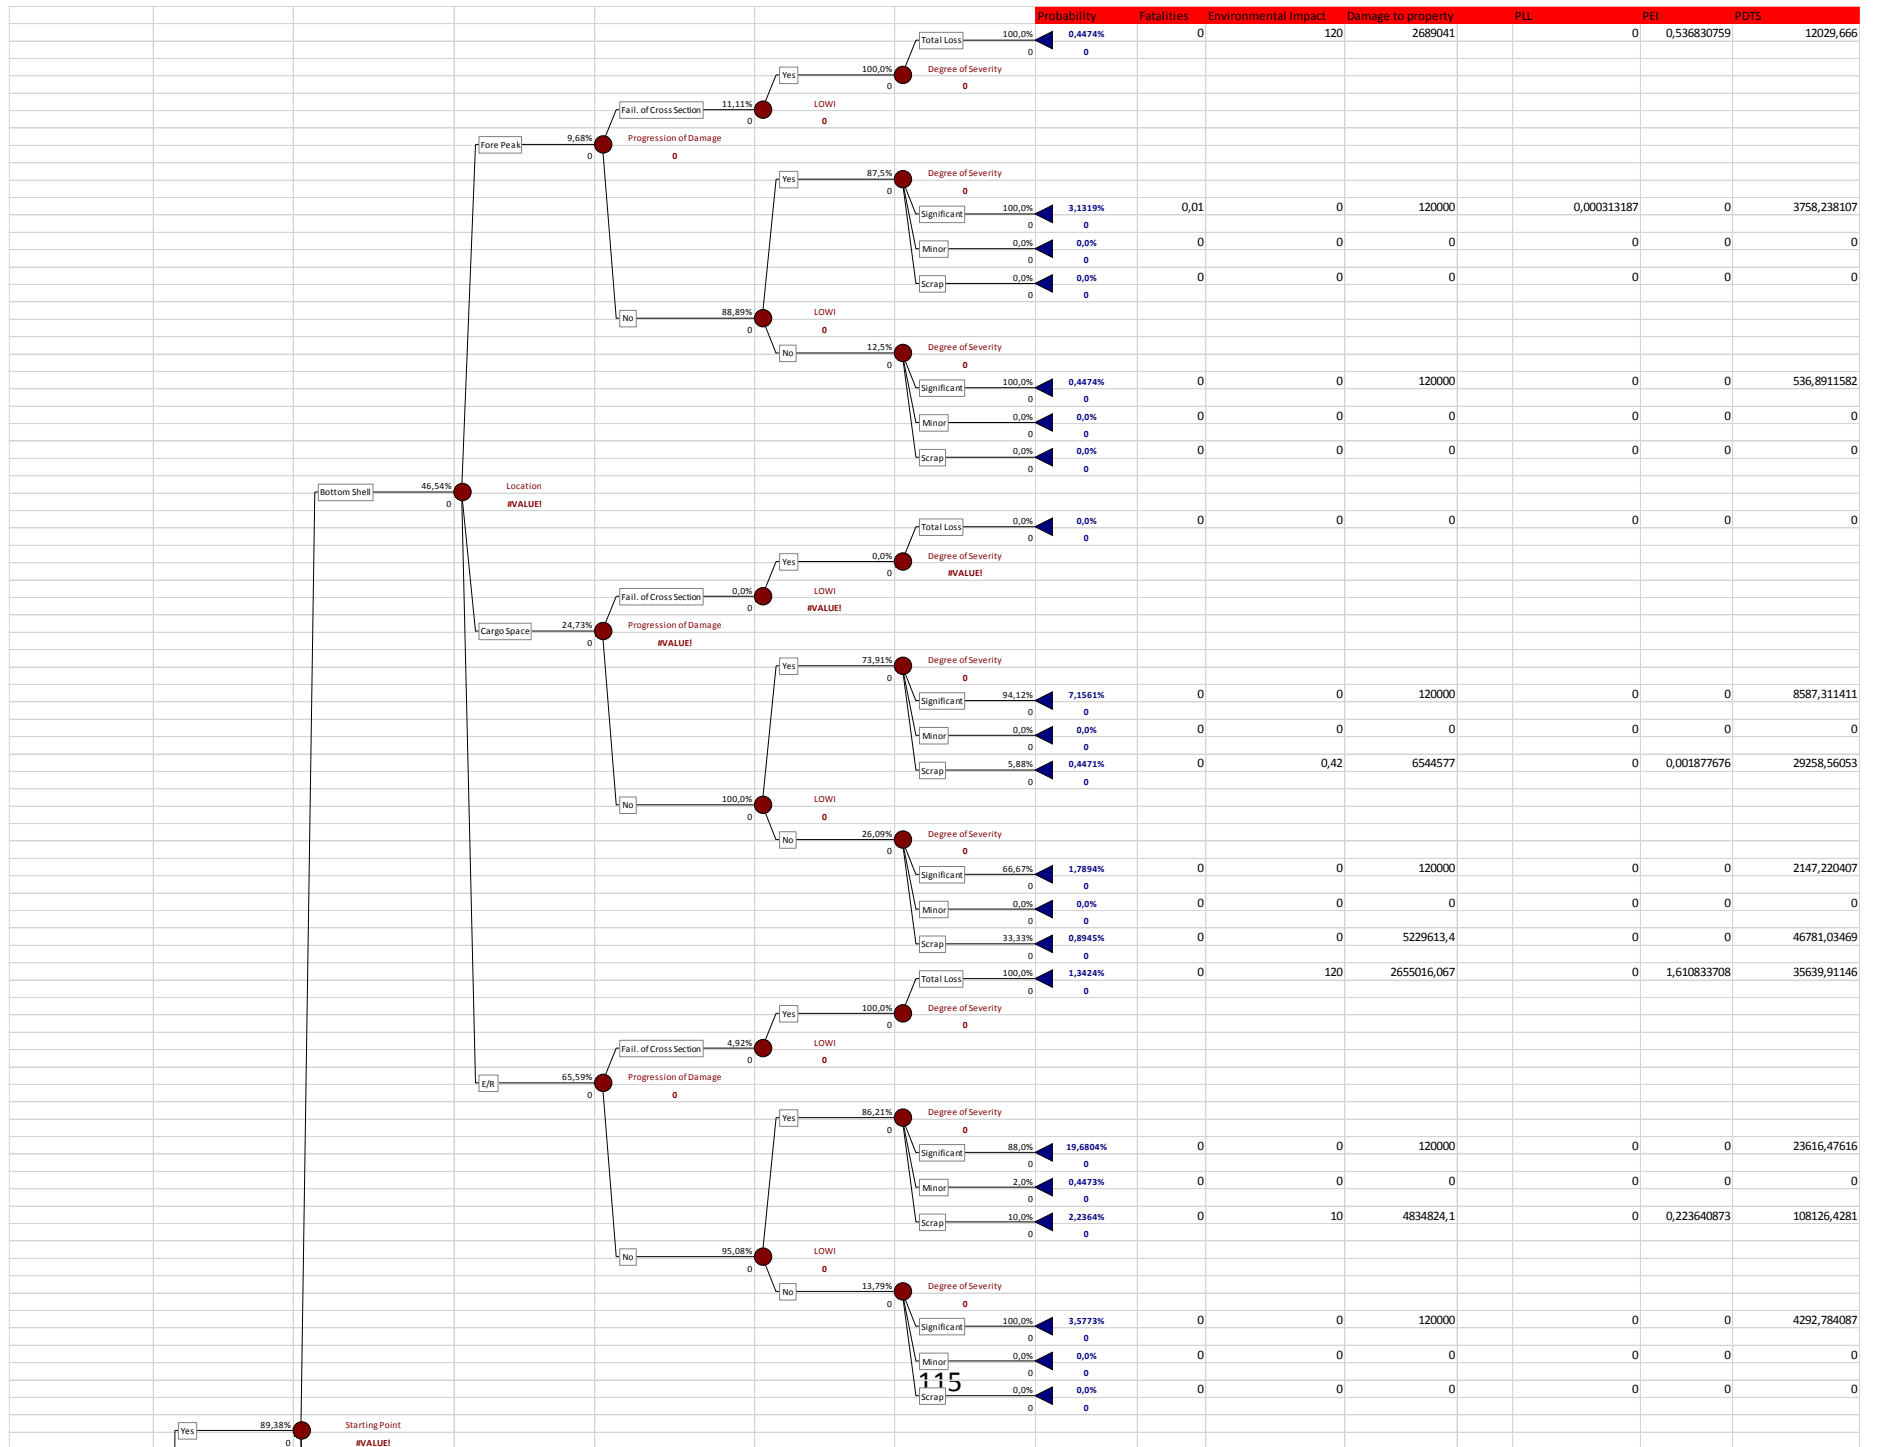 Probability Fatalities Environmental Impact Damage to property PLL PEI PDTS
Total Loss 100,0% 0,4474% 0 120 2689041 0 0,536830759 12029,666
0 0
Yes 100,0% Degree of Severity
0 0
Fail. of Cross Section 11,11% LOWI
0 0
Fore Peak 9,68% Progression of Damage
0 0
Yes 87,5% Degree of Severity
0 0
Significant 100,0% 3,1319% 0,01 0 120000 0,000313187 0 3758,238107
0 0
Minor 0,0% 0,0% 0 0 0 0 0 0
0 0
Scrap 0,0% 0,0% 0 0 0 0 0 0
0 0
No 88,89% LOWI
0 0
No 12,5% Degree of Severity
0 0
Significant 100,0% 0,4474% 0 0 120000 0 0 536,8911582
0 0
Minor 0,0% 0,0% 0 0 0 0 0 0
0 0
Scrap 0,0% 0,0% 0 0 0 0 0 0
0 0
Bottom Shell 46,54% Location
0 #VALUE!
Total Loss 0,0% 0,0% 0 0 0 0 0 0
0 0
Yes 0,0% Degree of Severity
0 #VALUE!
Fail. of Cross Section 0,0% LOWI
0 #VALUE!
Cargo Space 24,73% Progression of Damage
0 #VALUE!
Yes 73,91% Degree of Severity
0 0
Significant 94,12% 7,1561% 0 0 120000 0 0 8587,311411
0 0
Minor 0,0% 0,0% 0 0 0 0 0 0
0 0
Scrap 5,88% 0,4471% 0 0,42 6544577 0 0,001877676 29258,56053
0 0
No 100,0% LOWI
0 0
No 26,09% Degree of Severity
0 0
Significant 66,67% 1,7894% 0 0 120000 0 0 2147,220407
0 0
Minor 0,0% 0,0% 0 0 0 0 0 0
0 0
Scrap 33,33% 0,8945% 0 0 5229613,4 0 0 46781,03469
0 0
Total Loss 100,0% 1,3424% 0 120 2655016,067 0 1,610833708 35639,91146
0 0
Yes 100,0% Degree of Severity
0 0
Fail. of Cross Section 4,92% LOWI
0 0
E/R 65,59% Progression of Damage
0 0
Yes 86,21% Degree of Severity
0 0
Significant 88,0% 19,6804% 0 0 120000 0 0 23616,47616
0 0
Minor 2,0% 0,4473% 0 0 0 0 0 0
0 0
Scrap 10,0% 2,2364% 0 10 4834824,1 0 0,223640873 108126,4281
0 0
No 95,08% LOWI
0 0
No 13,79% Degree of Severity
0 0
Significant 100,0% 3,5773% 0 0 120000 0 0 4292,784087
0 0
Minor 0,0% 0,0% 0 0 0 0 0 0
0 0
115
Scrap 0,0% 0,0% 0 0 0 0 0 0
0 0
Yes 89,38% Starting Point
0 #VALUE!